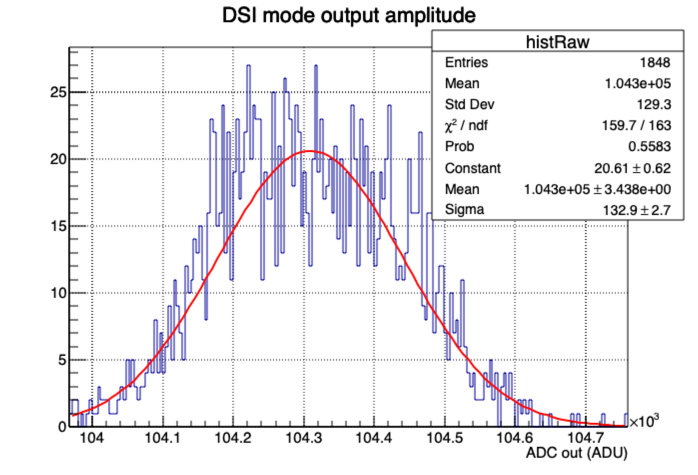 DSI mode output amplitude
histRaw
Entries 1848
Mean 1.043e+05
Std Dev 129.3
χ² / ndf 159.7 / 163
Prob 0.5583
Constant 20.61 ± 0.62
Mean 1.043e+05 ± 3.438e+00
Sigma 132.9 ± 2.7
25
20
15
10
5
0
104 104.1 104.2 104.3 104.4 104.5 104.6 104.7 ×10³
ADC out (ADU)